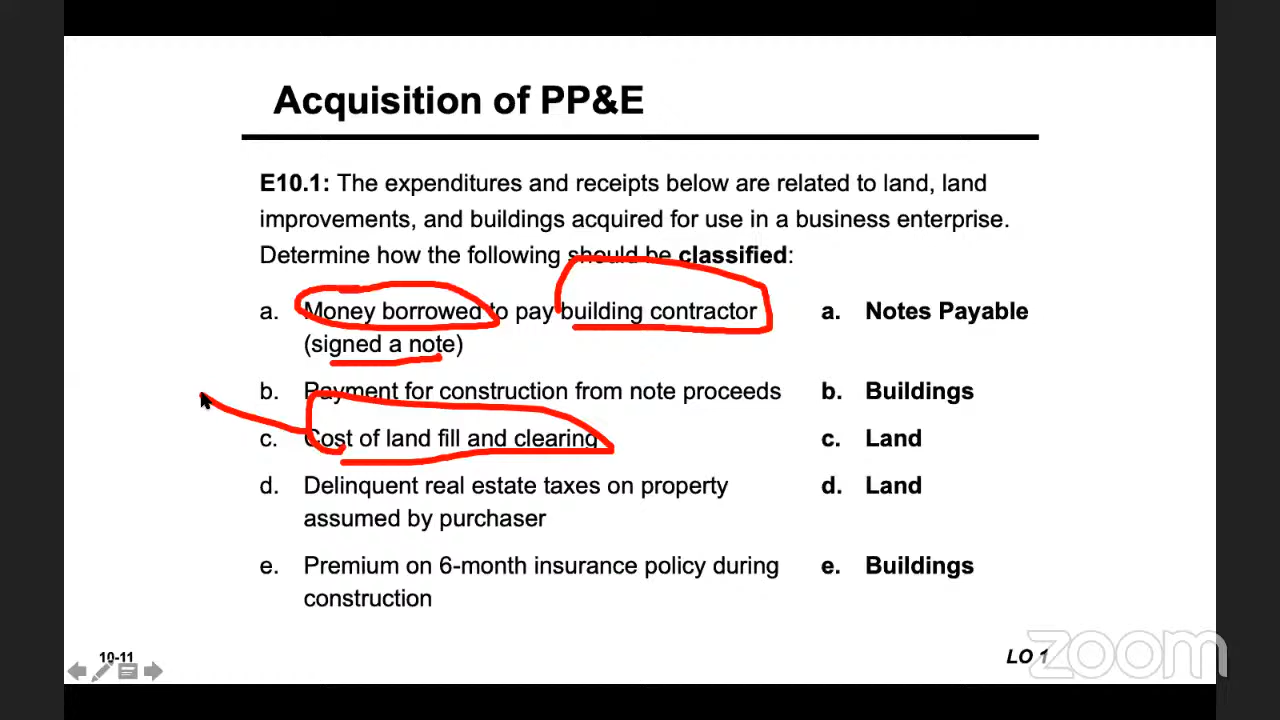 Acquisition of PP&E
E10.1: The expenditures and receipts below are related to land, land
improvements, and buildings acquired for use in a business enterprise.
Determine how the following should be classified:
a. Money borrowed to pay building contractor
(signed a note)
a. Notes Payable
b. Payment for construction from note proceeds
b. Buildings
c. Cost of land fill and clearing
c. Land
d. Delinquent real estate taxes on property
assumed by purchaser
d. Land
e. Premium on 6-month insurance policy during
construction
e. Buildings
10-11
LO 1
zoom